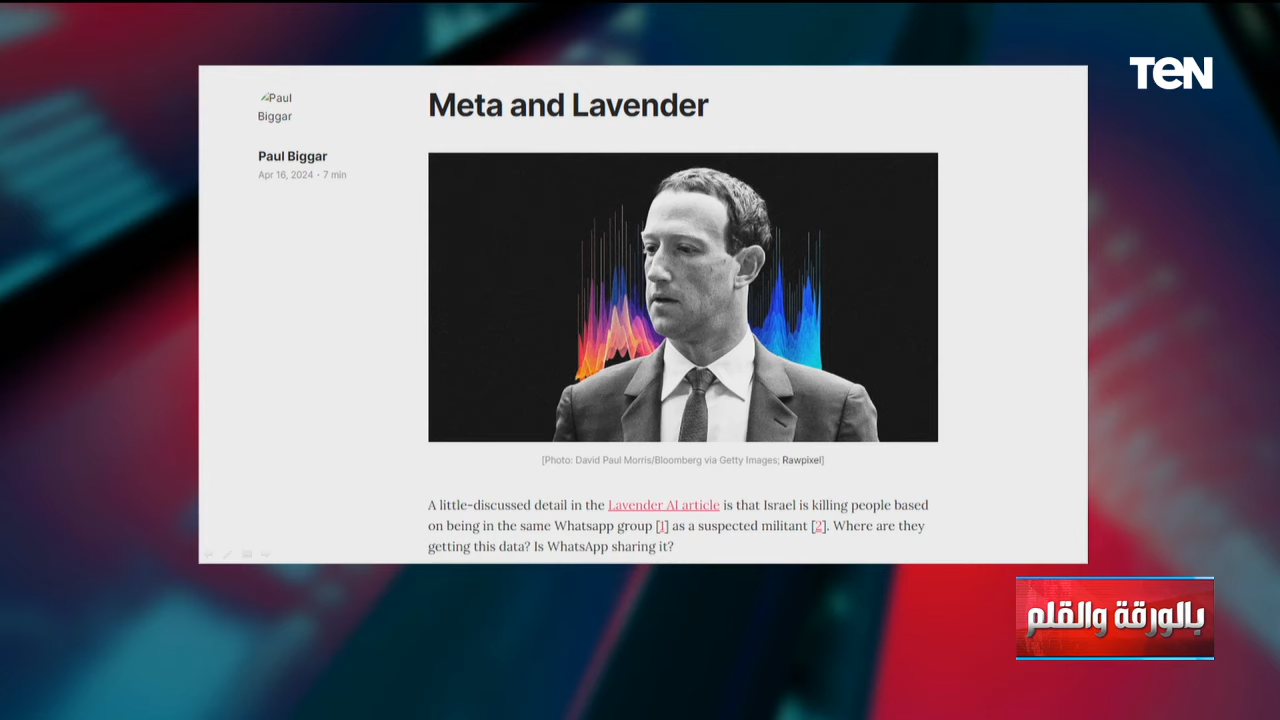 TEN
Paul
Biggar
Paul Biggar
Apr 16, 2024 · 7 min
Meta and Lavender
[Photo: David Paul Morris/Bloomberg via Getty Images; Rawpixel]
A little-discussed detail in the Lavender AI article is that Israel is killing people based
on being in the same Whatsapp group [1] as a suspected militant [2]. Where are they
getting this data? Is WhatsApp sharing it?
بالورقة والقلم